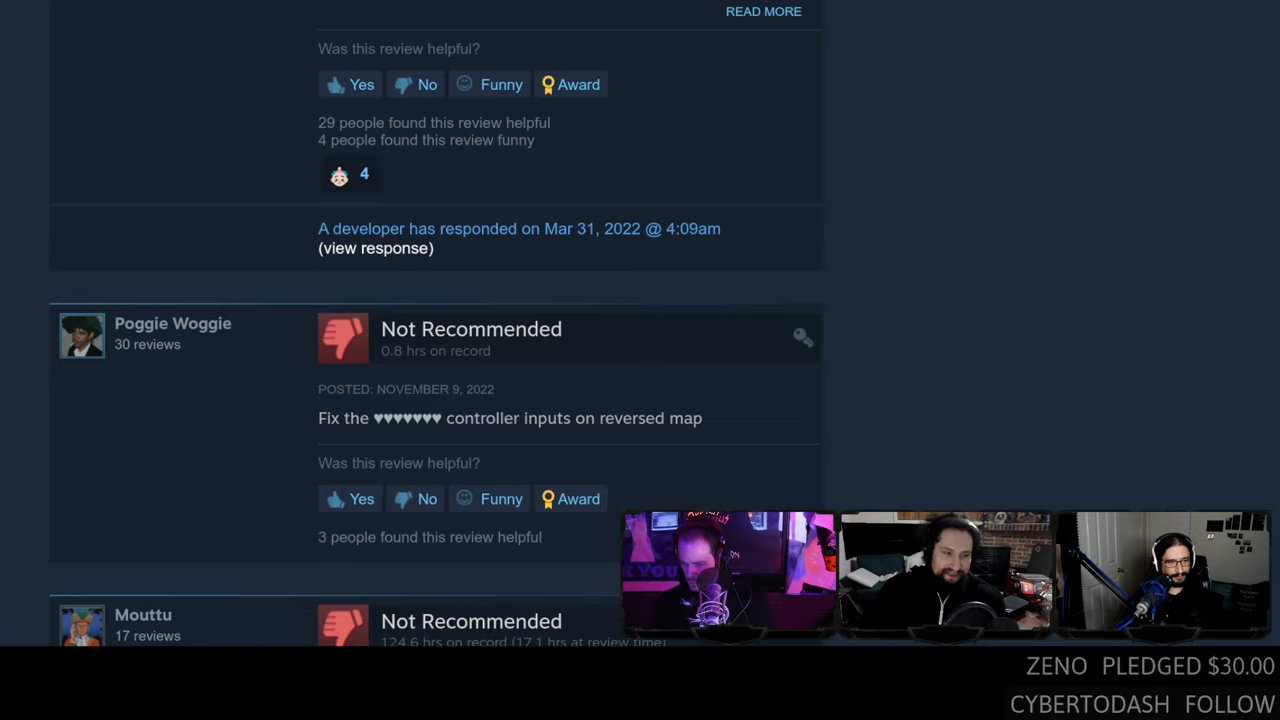 READ MORE
Was this review helpful?
Yes
No
Funny
Award
29 people found this review helpful
4 people found this review funny
4
A developer has responded on Mar 31, 2022 @ 4:09am
(view response)
Poggie Woggie
30 reviews
Not Recommended
0.8 hrs on record
POSTED: NOVEMBER 9, 2022
Fix the ♥♥♥♥♥♥♥ controller inputs on reversed map
Was this review helpful?
Yes
No
Funny
Award
3 people found this review helpful
Mouttu
17 reviews
Not Recommended
124.6 hrs on record (17.1 hrs at review time)
ZENO PLEDGED $30.00
CYBERTODASH FOLLOW